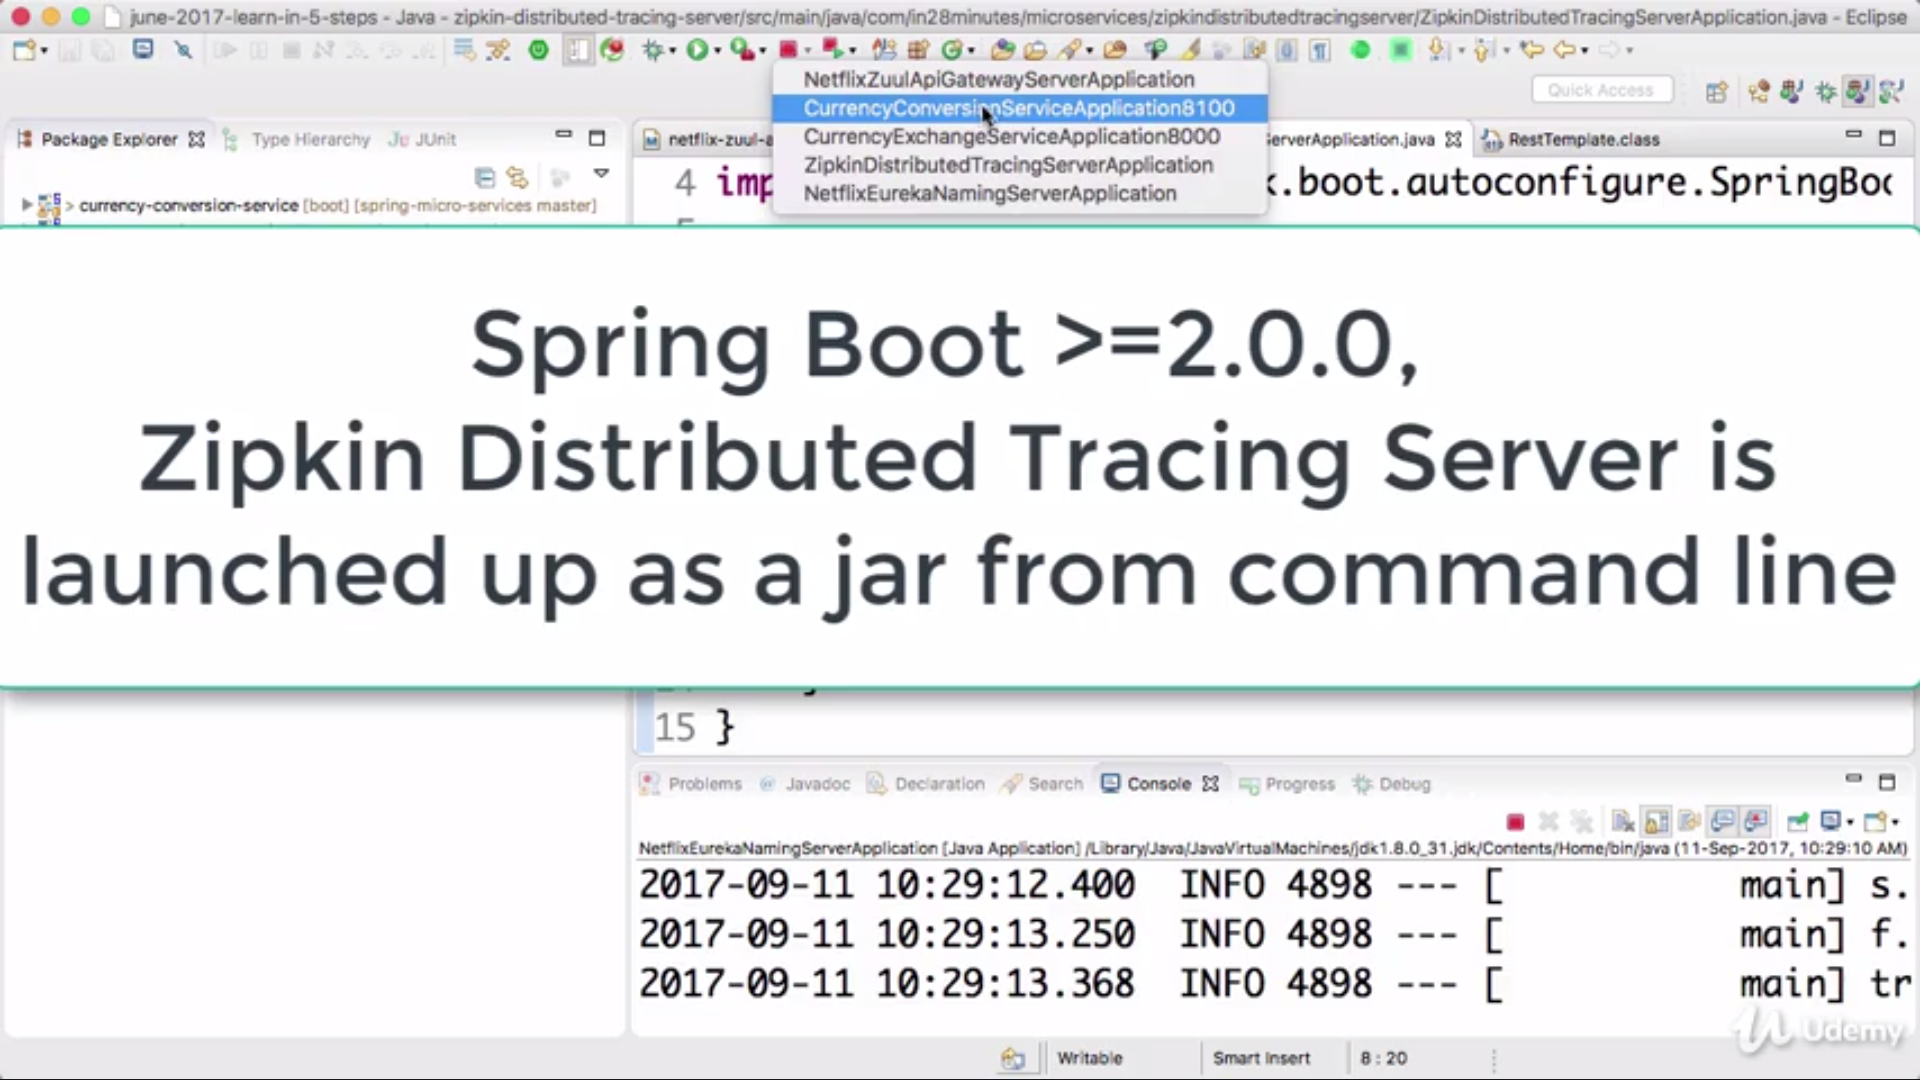 june-2017-learn-in-5-steps - Java - zipkin-distributed-tracing-server/src/main/java/com/in28minutes/microservices/zipkindistributedtracingserver/ZipkinDistributedTracingServerApplication.java - Eclipse
NetflixZuulApiGatewayServerApplication
CurrencyConversionServiceApplication8100
CurrencyExchangeServiceApplication8000
ZipkinDistributedTracingServerApplication
NetflixEurekaNamingServerApplication
Quick Access
Package Explorer Type Hierarchy Ju JUnit
netflix-zuul-a erverApplication.java RestTemplate.class
> currency-conversion-service [boot] [spring-micro-services master]
4 imp k.boot.autoconfigure.SpringBoo
Spring Boot >=2.0.0,
Zipkin Distributed Tracing Server is
launched up as a jar from command line
15 }
Problems @ Javadoc Declaration Search Console Progress Debug
NetflixEurekaNamingServerApplication [Java Application] /Library/Java/JavaVirtualMachines/jdk1.8.0_31.jdk/Contents/Home/bin/java (11-Sep-2017, 10:29:10 AM)
2017-09-11 10:29:12.400 INFO 4898 --- [ main] s.
2017-09-11 10:29:13.250 INFO 4898 --- [ main] f.
2017-09-11 10:29:13.368 INFO 4898 --- [ main] tr
Udemy
Writable Smart Insert 8 : 20